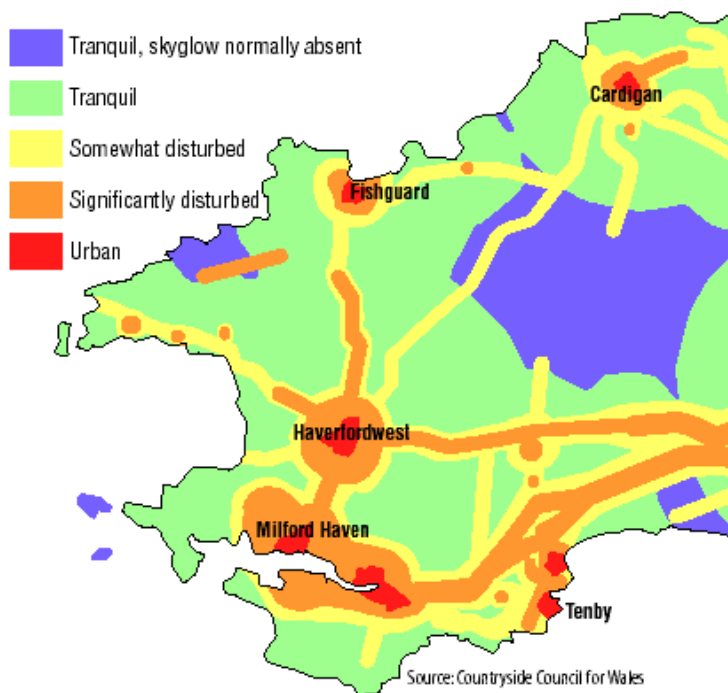 Tranquil, skyglow normally absent
Tranquil
Somewhat disturbed
Significantly disturbed
Urban
Cardigan
Fishguard
Haverfordwest
Milford Haven
Tenby
Source: Countryside Council for Wales